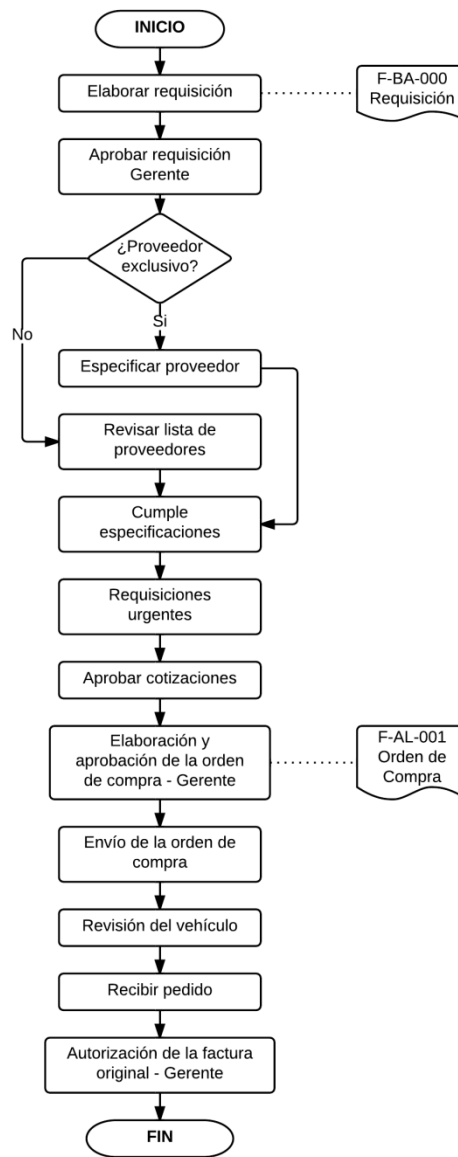 INICIO
Elaborar requisición
F-BA-000
Requisición
Aprobar requisición
Gerente
¿Proveedor
exclusivo?
No
Si
Especificar proveedor
Revisar lista de
proveedores
Cumple
especificaciones
Requisiciones
urgentes
Aprobar cotizaciones
Elaboración y
aprobación de la orden
de compra - Gerente
F-AL-001
Orden de
Compra
Envío de la orden de
compra
Revisión del vehículo
Recibir pedido
Autorización de la factura
original - Gerente
FIN